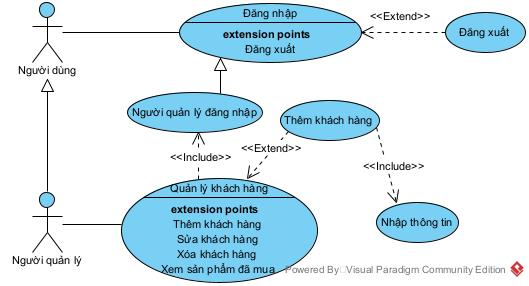 Đăng nhập
<<Extend>>
extension points
Đăng xuất
Đăng xuất
Người dùng
Người quản lý đăng nhập
Thêm khách hàng
<<Extend>>
<<Include>>
<<Include>>
Quản lý khách hàng
extension points
Thêm khách hàng
Sửa khách hàng
Xóa khách hàng
Xem sản phẩm đã mua
Nhập thông tin
Người quản lý
Powered By Visual Paradigm Community Edition